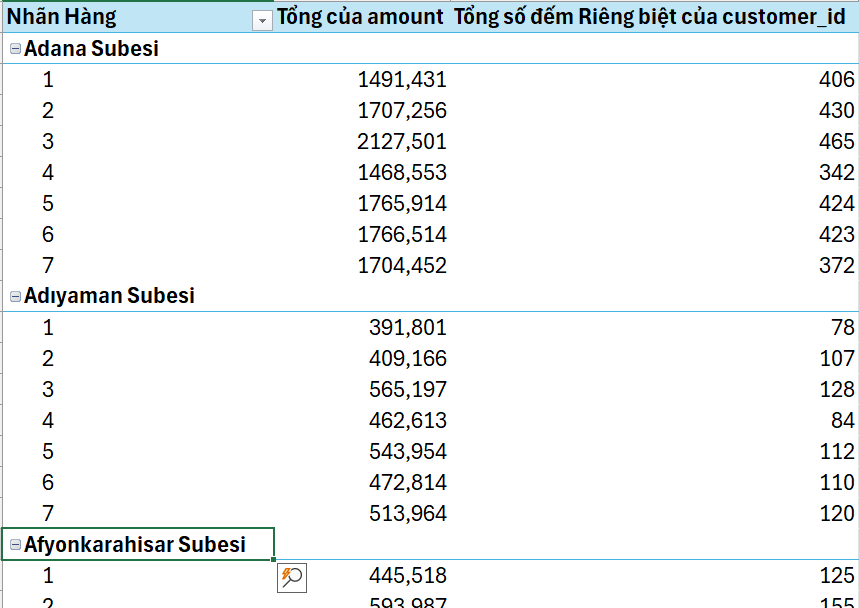 Nhãn Hàng Tổng của amount Tổng số đếm Riêng biệt của customer_id
Adana Subesi
1 1491,431 406
2 1707,256 430
3 2127,501 465
4 1468,553 342
5 1765,914 424
6 1766,514 423
7 1704,452 372
Adıyaman Subesi
1 391,801 78
2 409,166 107
3 565,197 128
4 462,613 84
5 543,954 112
6 472,814 110
7 513,964 120
Afyonkarahisar Subesi
1 445,518 125
2 593,987 155